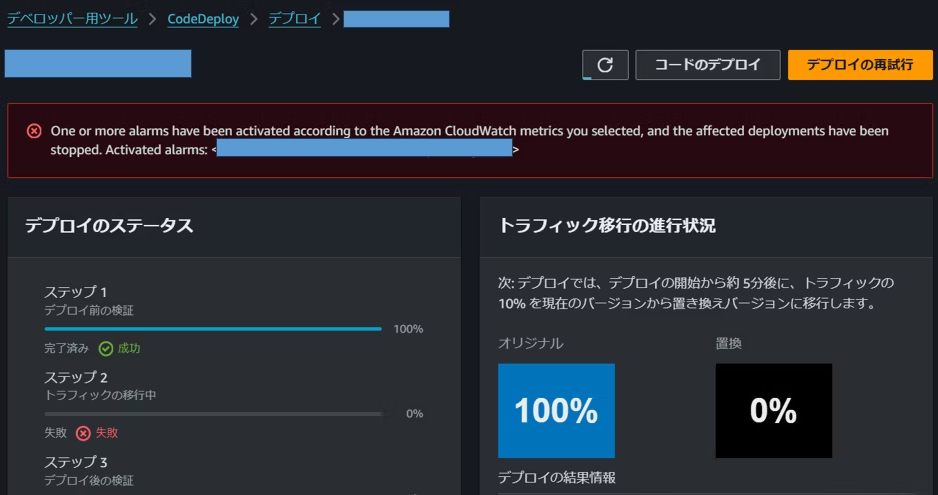 デベロッパー用ツール > CodeDeploy > デプロイ >
コードのデプロイ
デプロイの再試行
One or more alarms have been activated according to the Amazon CloudWatch metrics you selected, and the affected deployments have been
stopped. Activated alarms: < >
デプロイのステータス
ステップ 1
デプロイ前の検証
100%
完了済み 成功
ステップ 2
トラフィックの移行中
0%
失敗 失敗
ステップ 3
デプロイ後の検証
トラフィック移行の進行状況
次: デプロイでは、デプロイの開始から約 5分後に、トラフィックの
10% を現在のバージョンから置き換えバージョンに移行します。
オリジナル 置換
100% 0%
デプロイの結果情報